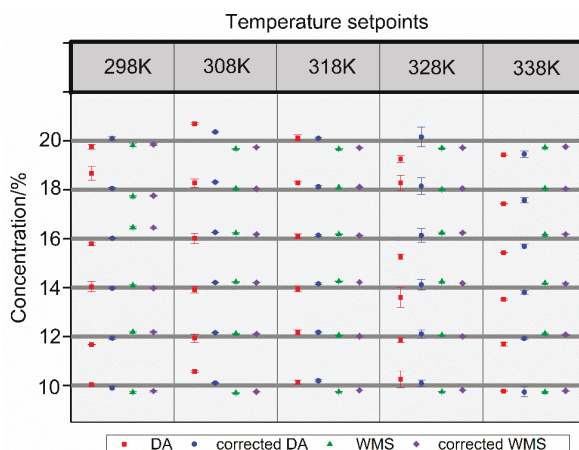 Temperature setpoints
298K 308K 318K 328K 338K
Concentration/%
20
18
16
14
12
10
DA corrected DA WMS corrected WMS